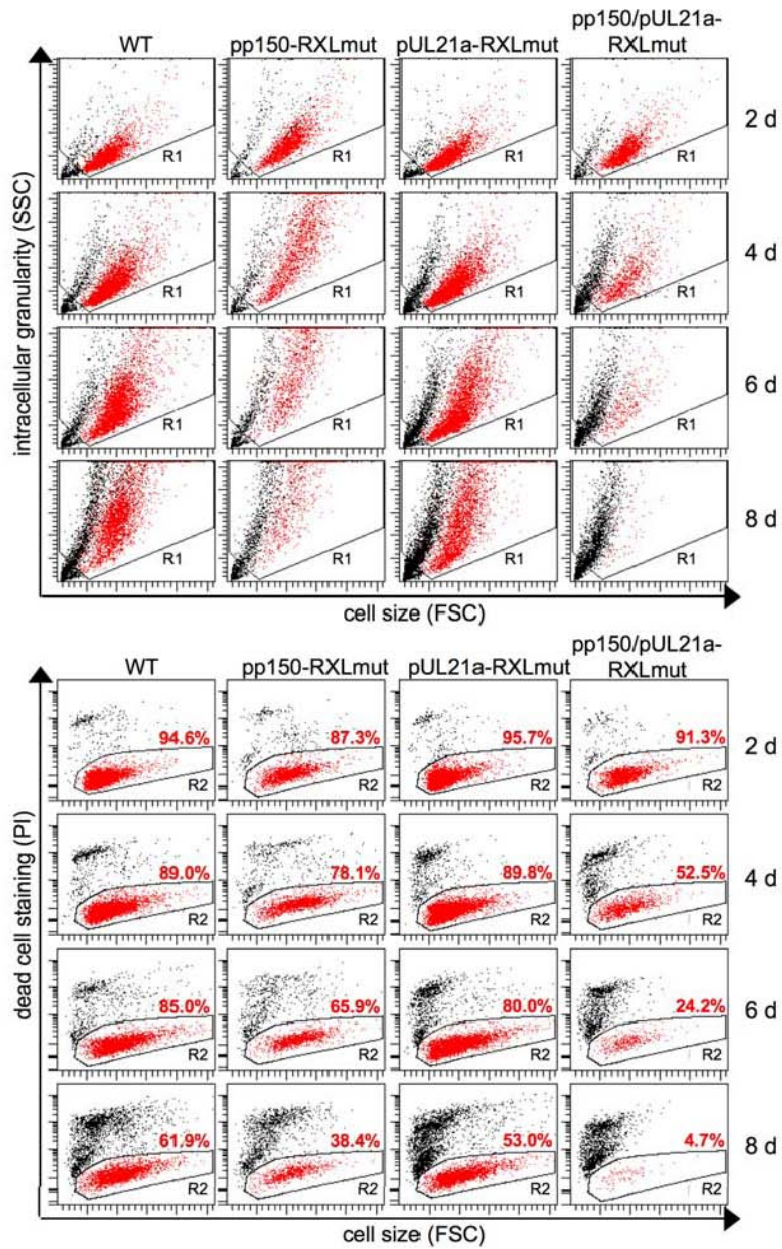 WT pp150-RXLmut pUL21a-RXLmut pp150/pUL21a-
RXLmut
R1 R1 R1 R1 2 d
R1 R1 R1 R1 4 d
R1 R1 R1 R1 6 d
R1 R1 R1 R1 8 d
intracellular granularity (SSC)
cell size (FSC)
WT pp150-RXLmut pUL21a-RXLmut pp150/pUL21a-
RXLmut
94.6% 87.3% 95.7% 91.3% 2 d
R2 R2 R2 R2
89.0% 78.1% 89.8% 52.5% 4 d
R2 R2 R2 R2
85.0% 65.9% 80.0% 24.2% 6 d
R2 R2 R2 R2
61.9% 38.4% 53.0% 4.7% 8 d
R2 R2 R2 R2
dead cell staining (PI)
cell size (FSC)